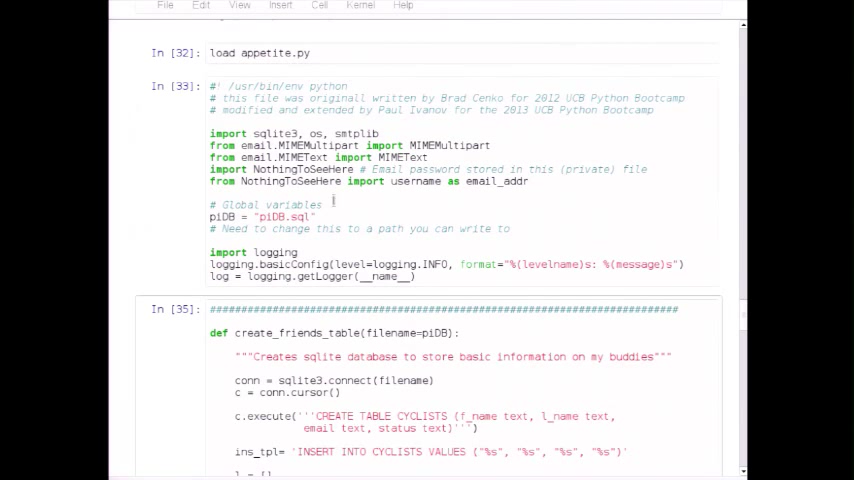 File Edit View Insert Cell Kernel Help
In [32]: load appetite.py
In [33]: #! /usr/bin/env python
# this file was originall written by Brad Cenko for 2012 UCB Python Bootcamp
# modified and extended by Paul Ivanov for the 2013 UCB Python Bootcamp
import sqlite3, os, smtplib
from email.MIMEMultipart import MIMEMultipart
from email.MIMEText import MIMEText
import NothingToSeeHere # Email password stored in this (private) file
from NothingToSeeHere import username as email_addr
# Global variables
piDB = "piDB.sql"
# Need to change this to a path you can write to
import logging
logging.basicConfig(level=logging.INFO, format="%(levelname)s: %(message)s")
log = logging.getLogger(__name__)
In [35]: ############################################################################
def create_friends_table(filename=piDB):
"""Creates sqlite database to store basic information on my buddies"""
conn = sqlite3.connect(filename)
c = conn.cursor()
c.execute('''CREATE TABLE CYCLISTS (f_name text, l_name text,
email text, status text)''')
ins_tpl= 'INSERT INTO CYCLISTS VALUES ("%s", "%s", "%s", "%s")'
l = []